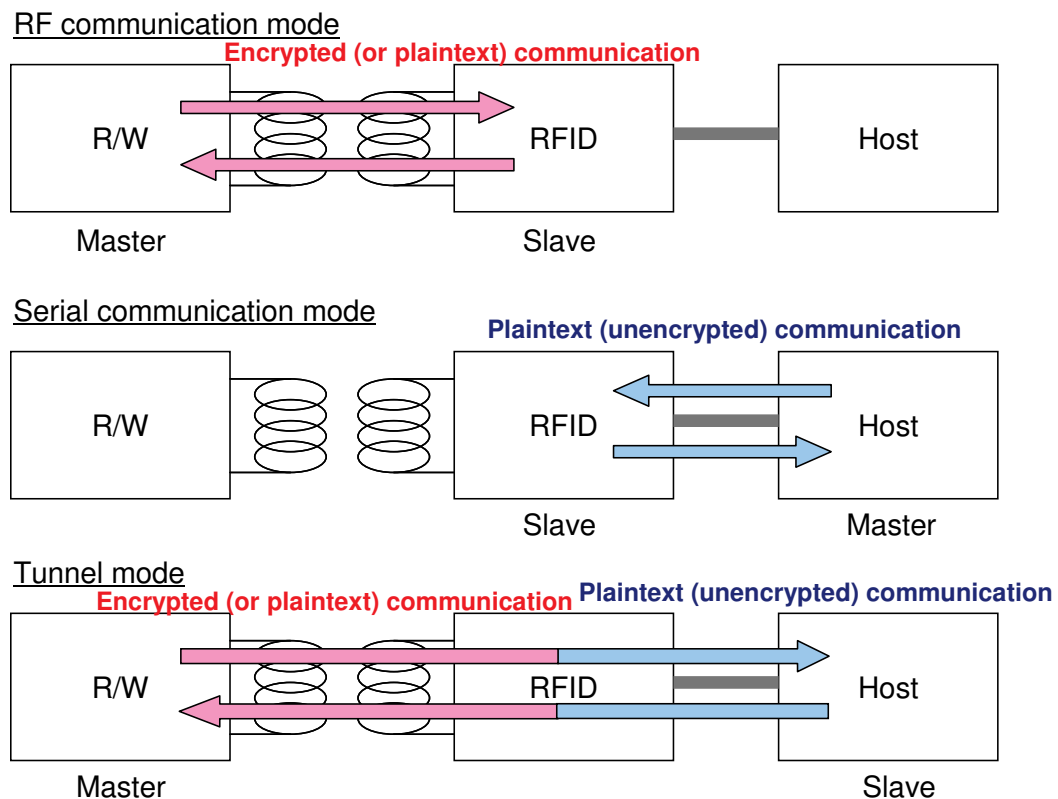 RF communication mode
Encrypted (or plaintext) communication
R/W
RFID
Host
Master
Slave
Serial communication mode
Plaintext (unencrypted) communication
R/W
RFID
Host
Slave
Master
Tunnel mode
Encrypted (or plaintext) communication
Plaintext (unencrypted) communication
R/W
RFID
Host
Master
Slave